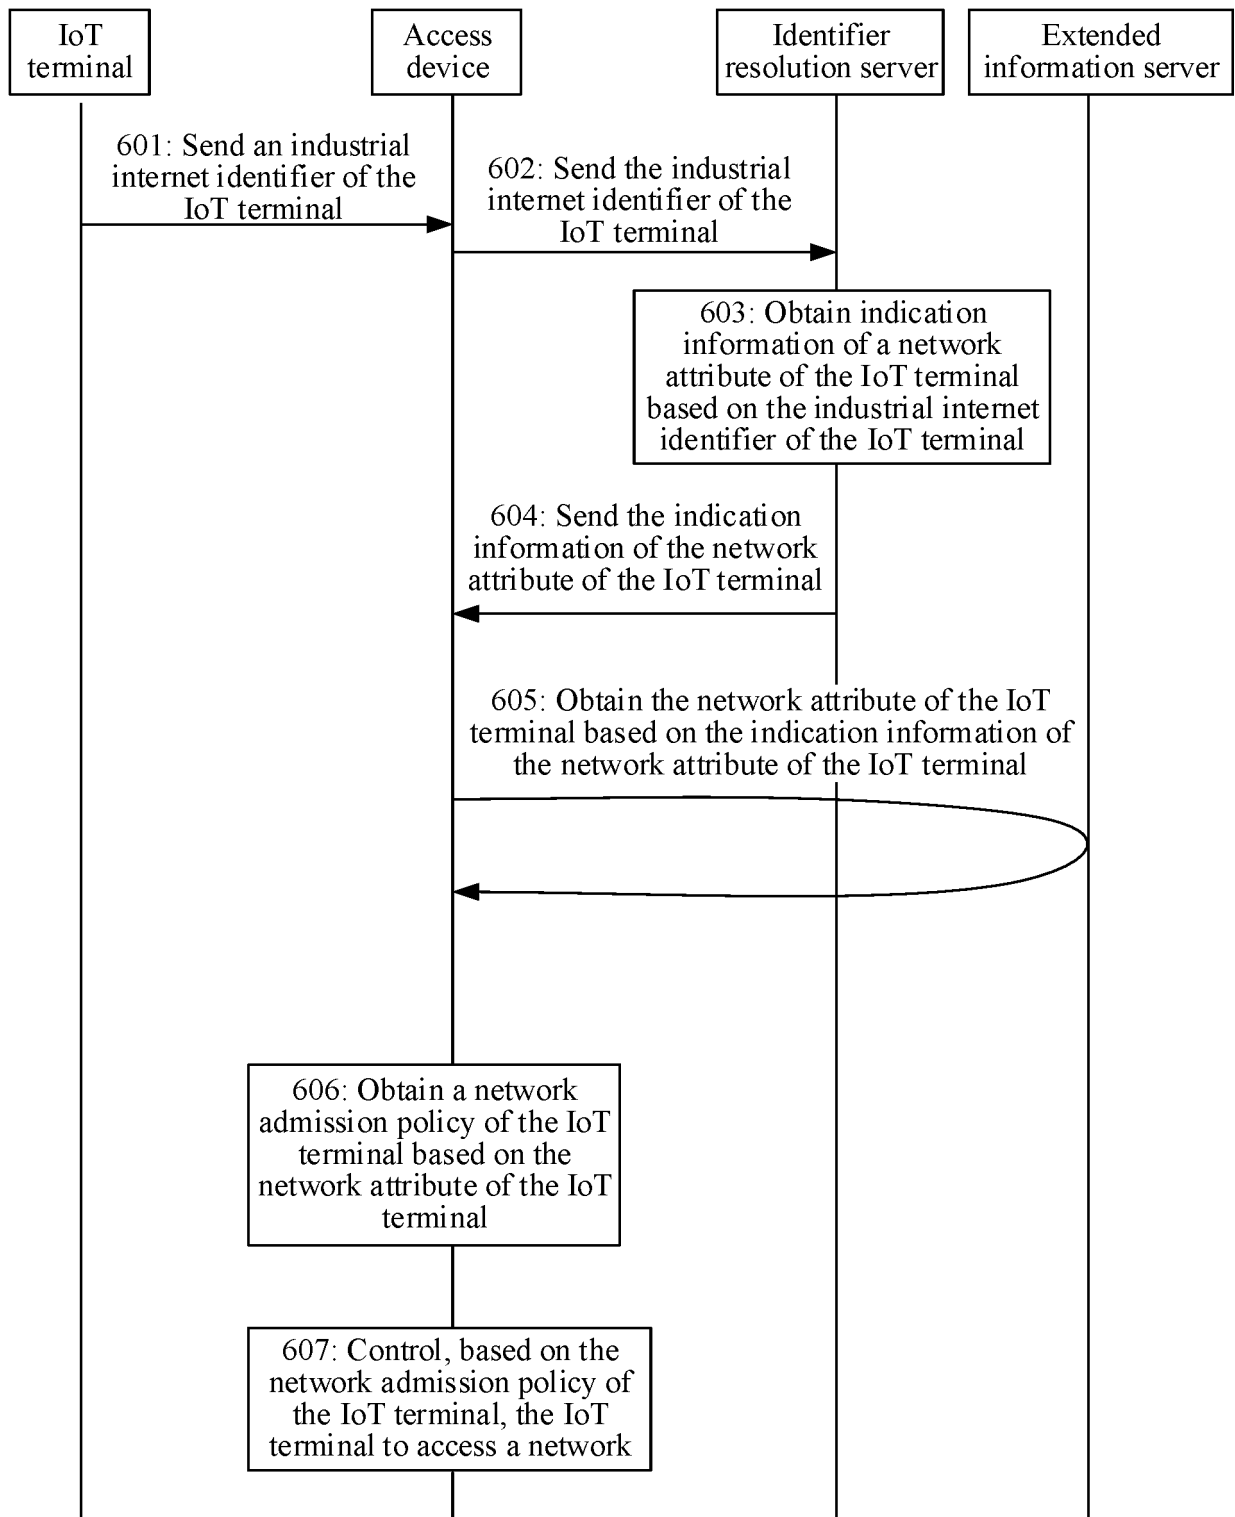 IoT
terminal
Access
device
Identifier
resolution server
Extended
information server
601: Send an industrial
internet identifier of the
IoT terminal
602: Send the industrial
internet identifier of the
IoT terminal
603: Obtain indication
information of a network
attribute of the IoT terminal
based on the industrial internet
identifier of the IoT terminal
604: Send the indication
information of the network
attribute of the IoT terminal
605: Obtain the network attribute of the IoT
terminal based on the indication information of
the network attribute of the IoT terminal
606: Obtain a network
admission policy of the IoT
terminal based on the
network attribute of the IoT
terminal
607: Control, based on the
network admission policy of
the IoT terminal, the IoT
terminal to access a network